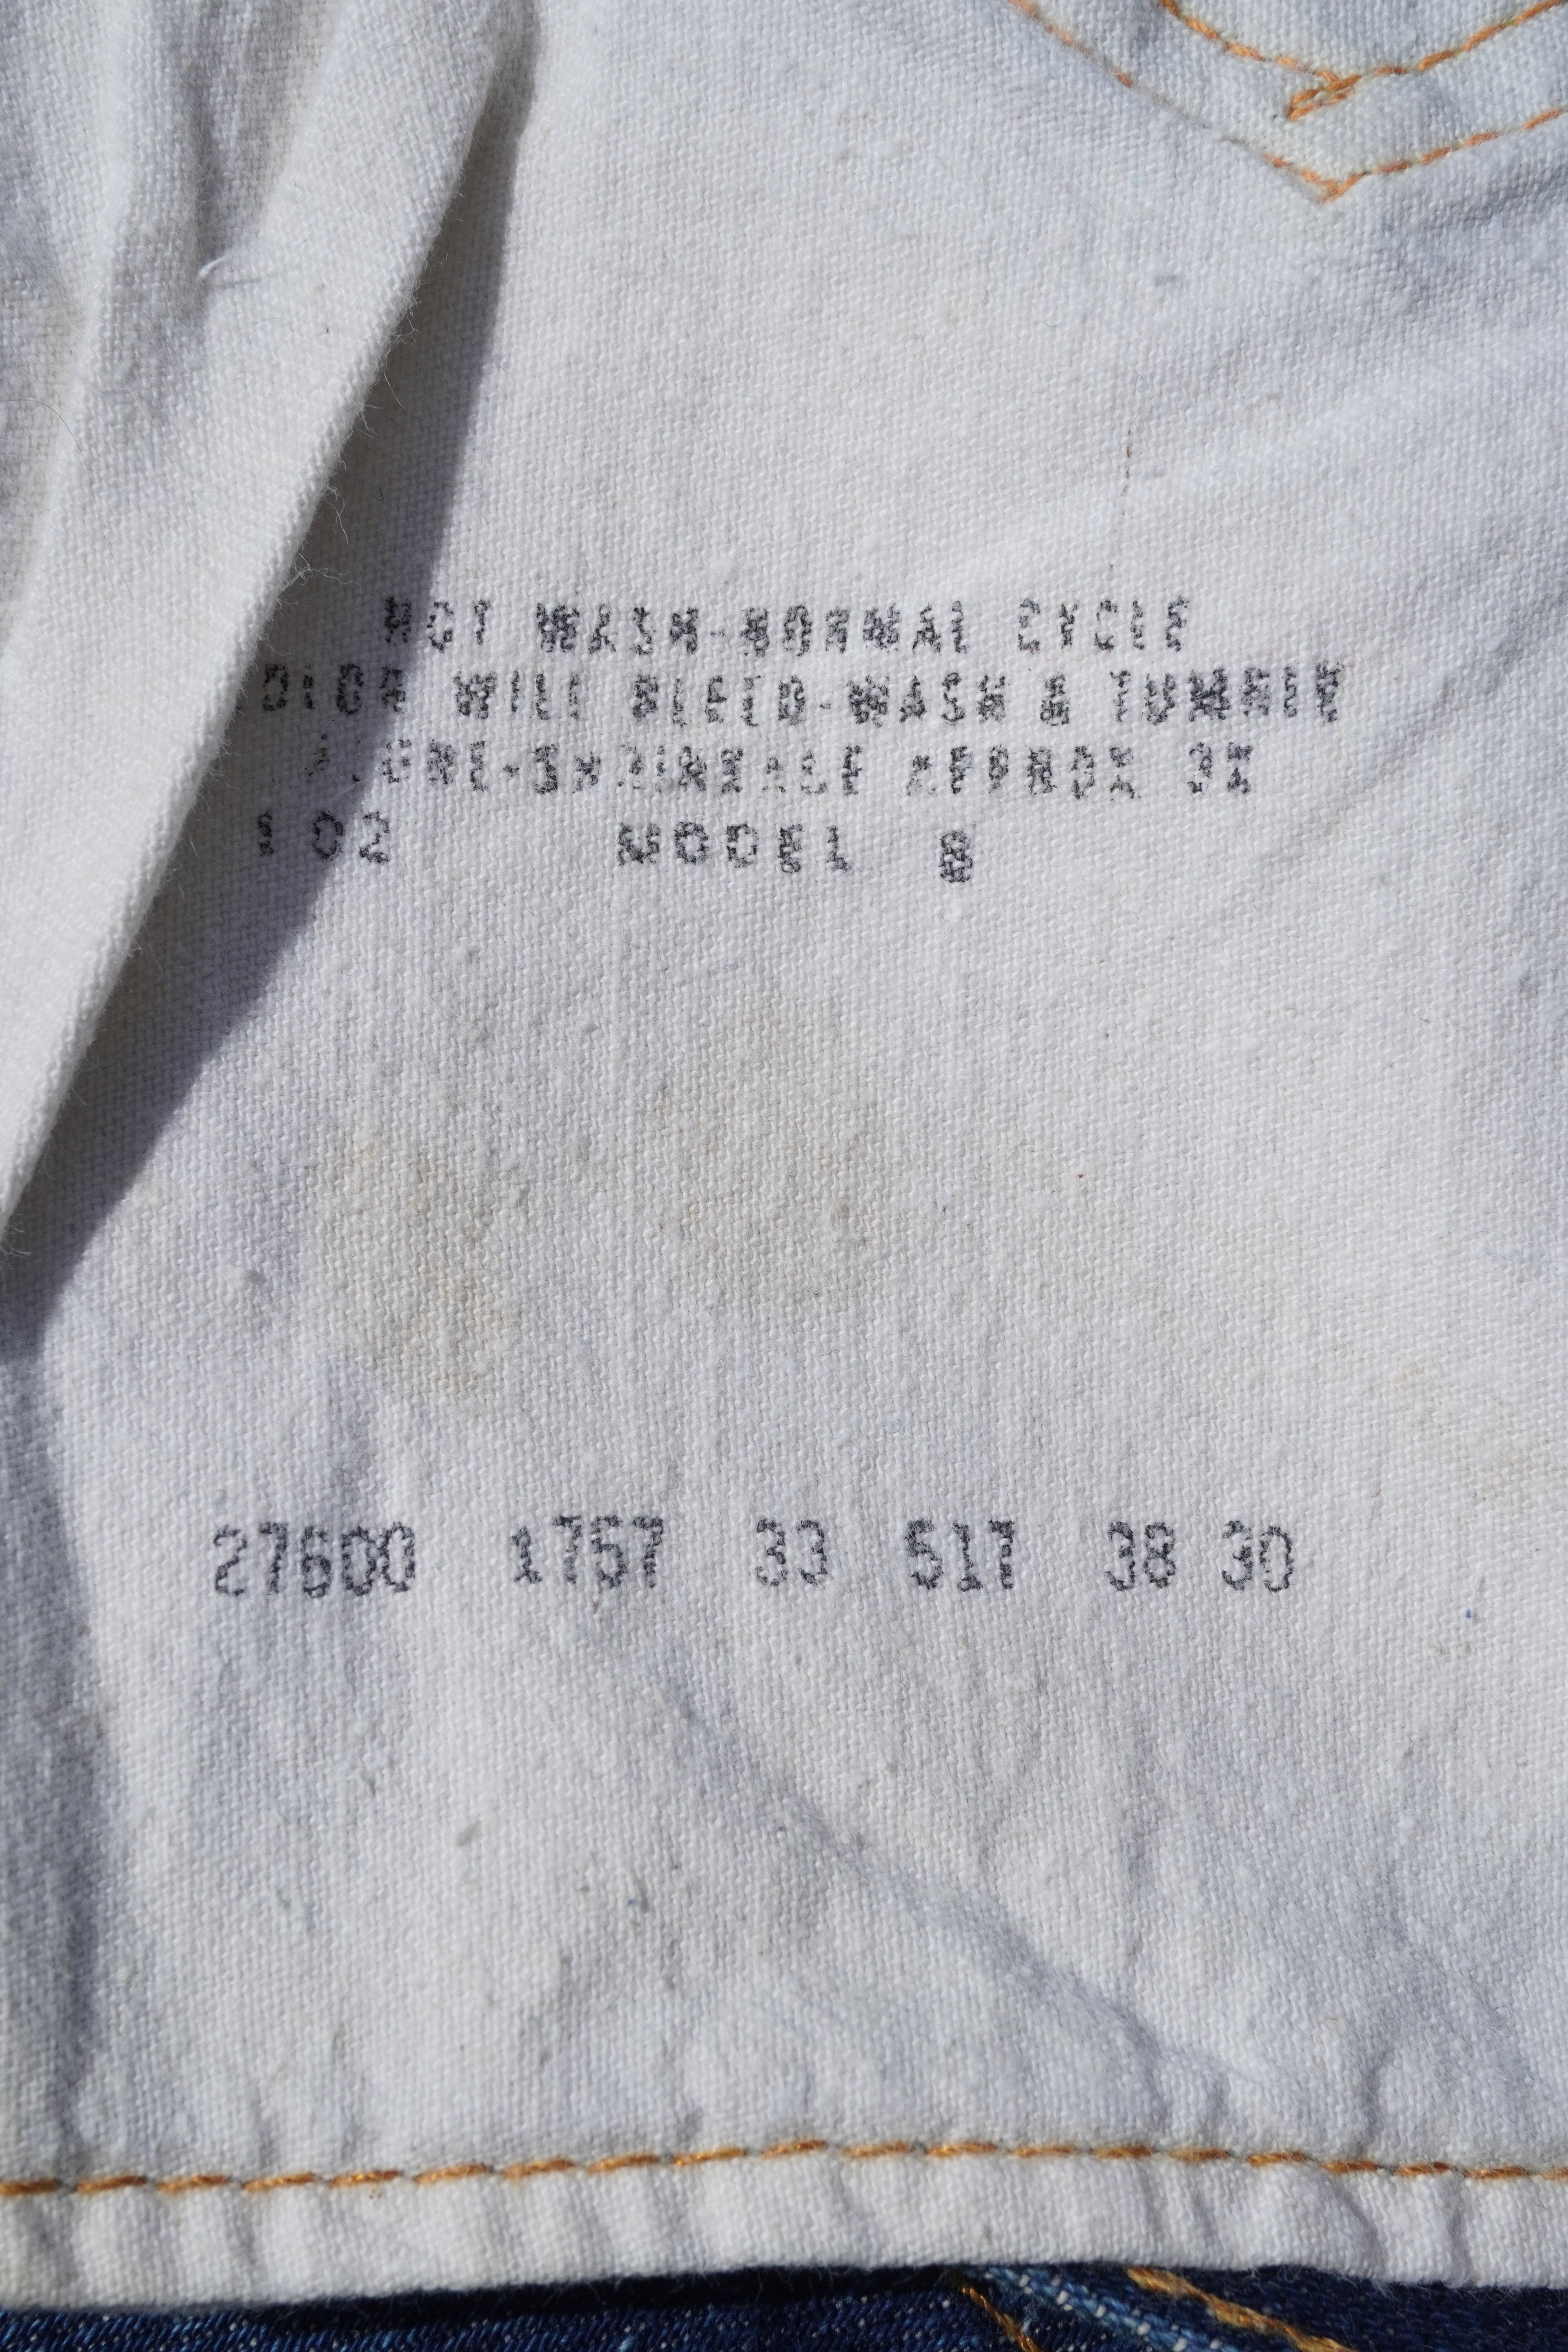 HOT WASH-NORMAL CYCLE
WILL BLEED-WASH & TUMBLE
SHRINKAGE APPROX 3%
102 MODEL 8
27600 1757 33 517 38 30